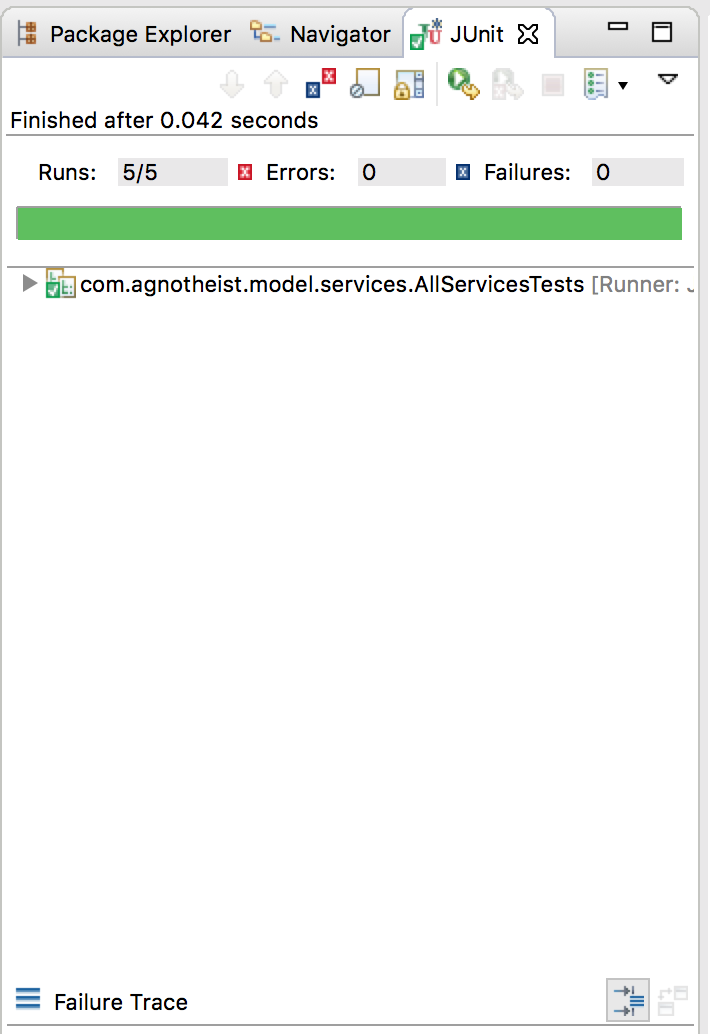 Package Explorer Navigator JUnit
Finished after 0.042 seconds
Runs: 5/5 Errors: 0 Failures: 0
com.agnotheist.model.services.AllServicesTests [Runner:
Failure Trace